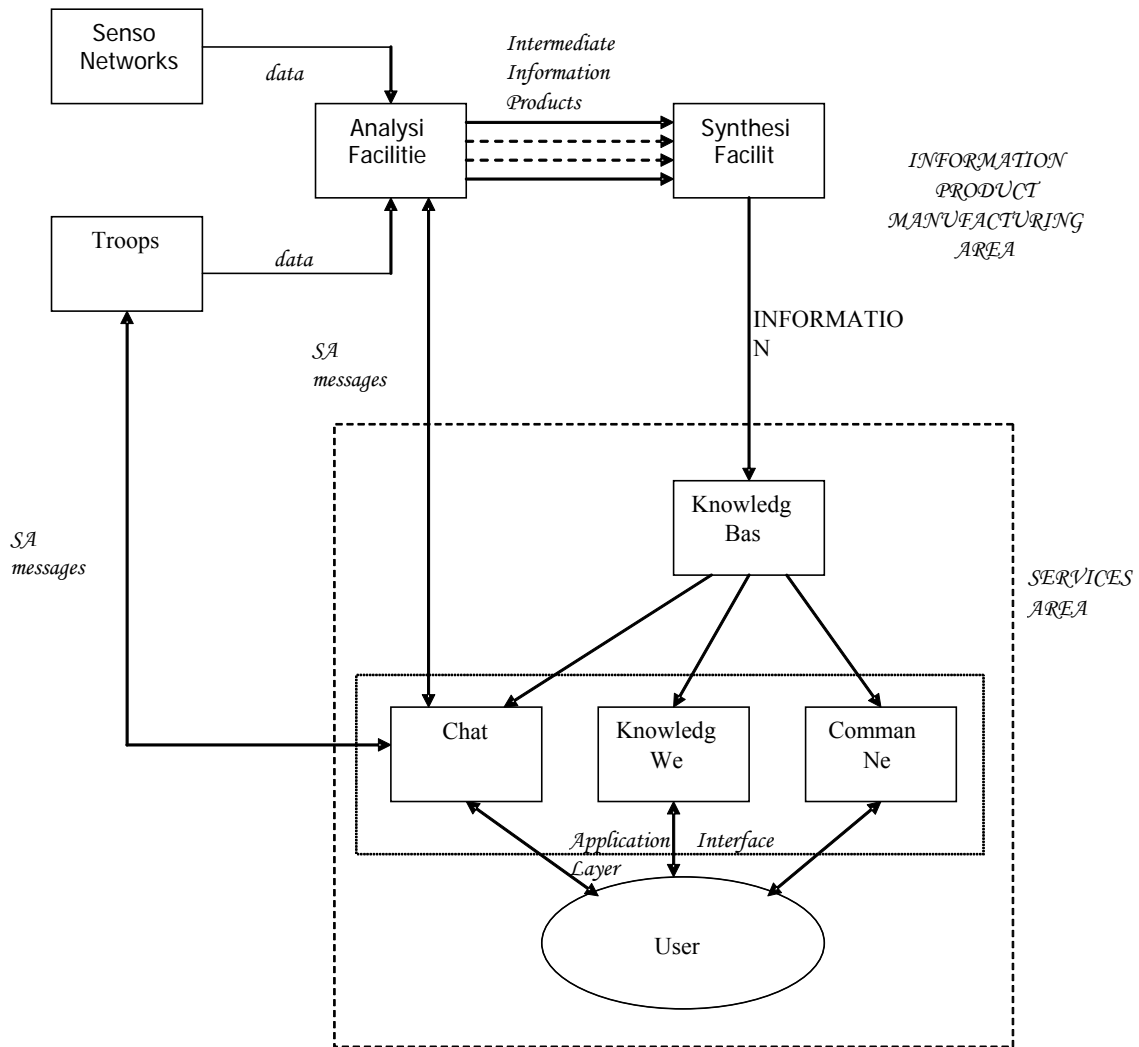 Senso
Networks
data
Intermediate
Information
Products
Analysi
Facilitie
Synthesi
Facilit
INFORMATION
PRODUCT
MANUFACTURING
AREA
Troops
data
SA
messages
INFORMATIO
N
SA
messages
Knowledg
Bas
SERVICES
AREA
Chat
Knowledg
We
Comman
Ne
Application Interface
Layer
User